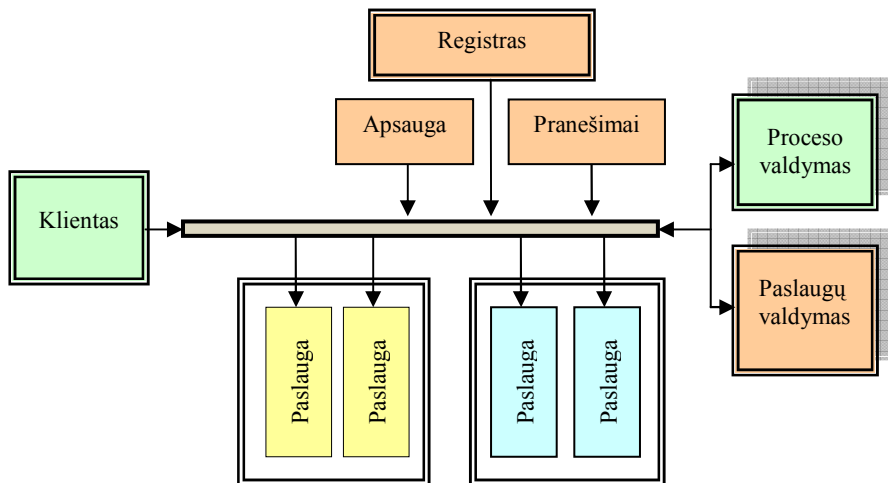 Registras
Apsauga
Pranešimai
Proceso
valdymas
Klientas
Paslaugų
valdymas
Paslauga
Paslauga
Paslauga
Paslauga